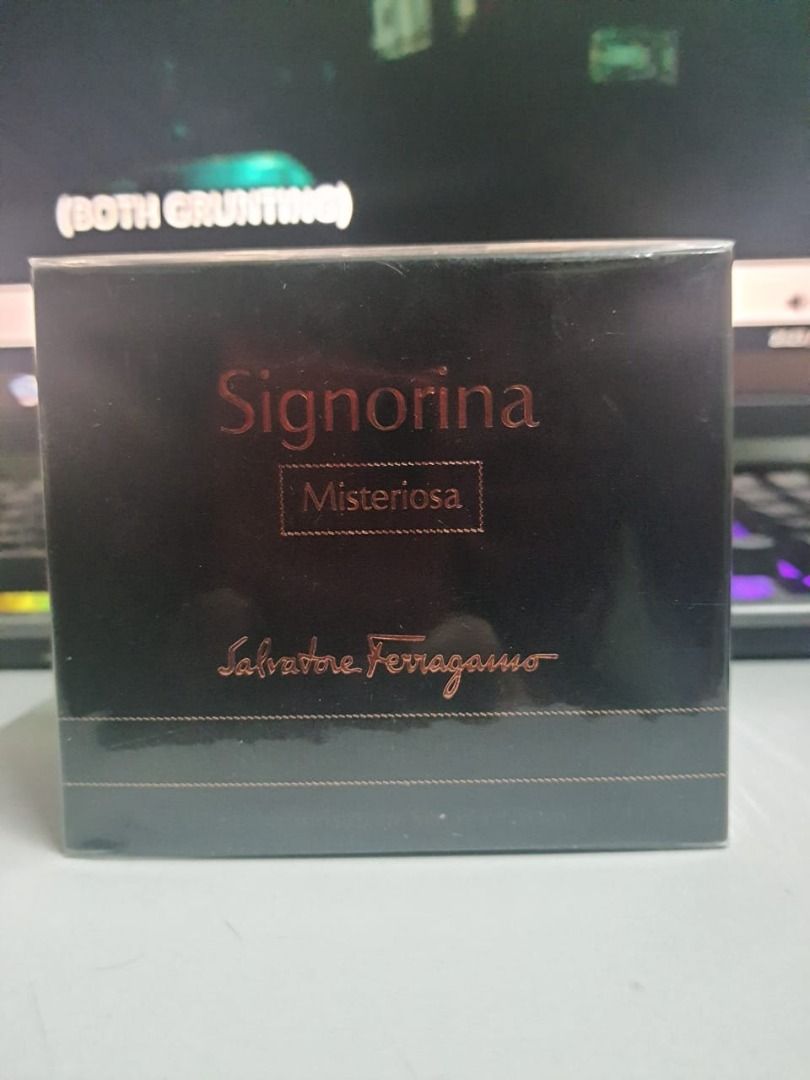 (BOTH GRUNTING)
Signorina
Misteriosa
Salvatore Ferragamo